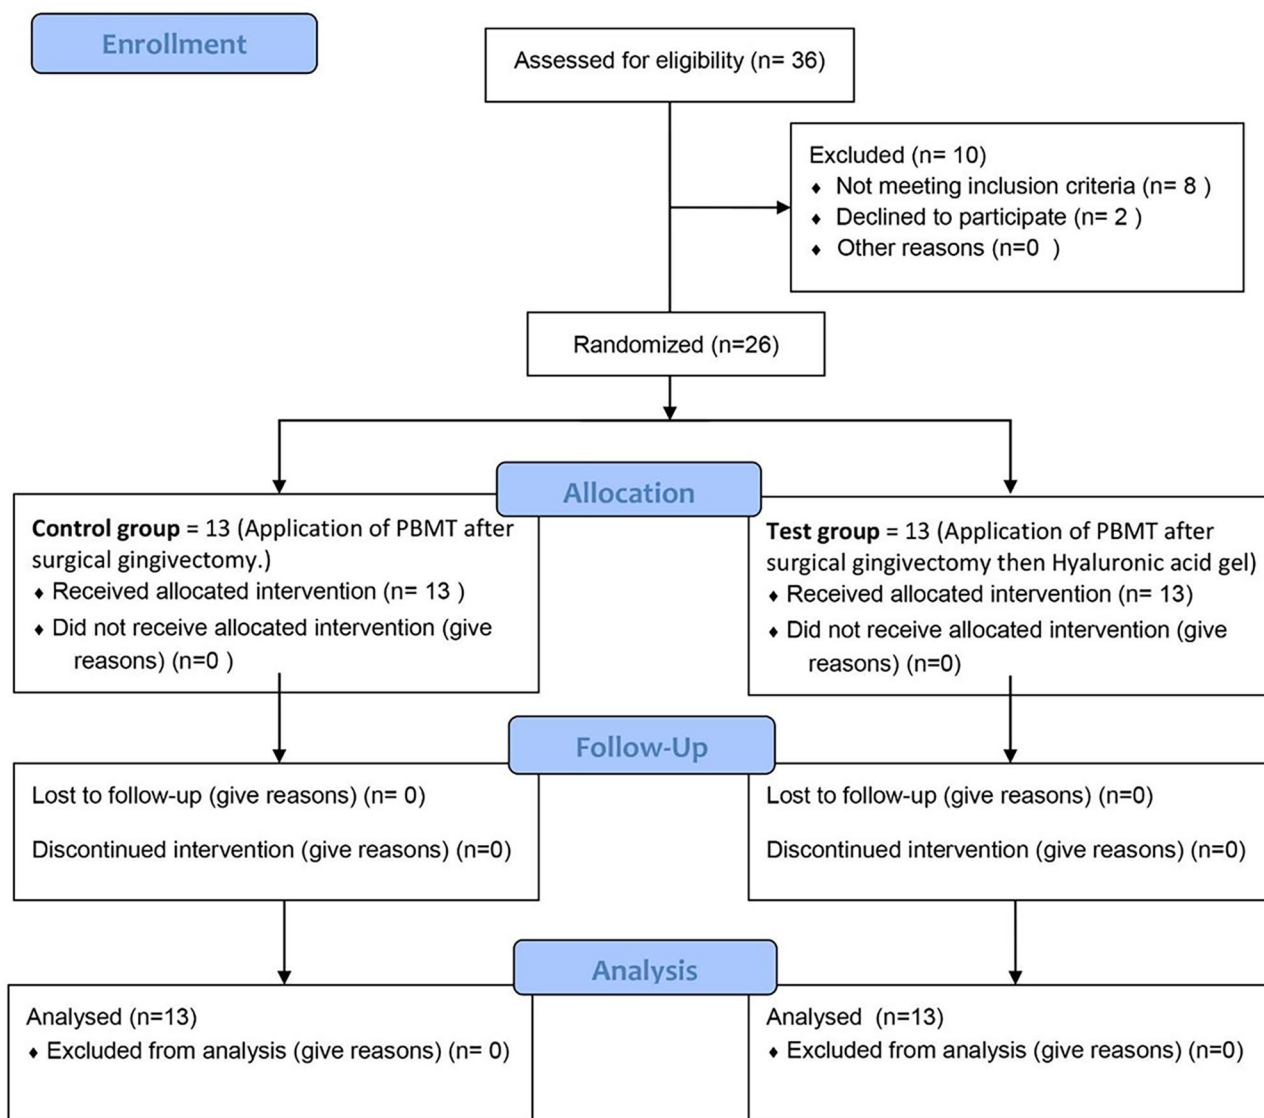 Enrollment
Assessed for eligibility (n= 36)
Excluded (n= 10)
♦ Not meeting inclusion criteria (n= 8 )
♦ Declined to participate (n= 2 )
♦ Other reasons (n=0 )
Randomized (n=26)
Allocation
Control group = 13 (Application of PBMT after
surgical gingivectomy.)
♦ Received allocated intervention (n= 13 )
♦ Did not receive allocated intervention (give
reasons) (n=0 )
Test group = 13 (Application of PBMT after
surgical gingivectomy then Hyaluronic acid gel)
♦ Received allocated intervention (n= 13)
♦ Did not receive allocated intervention (give
reasons) (n=0)
Follow-Up
Lost to follow-up (give reasons) (n= 0)
Discontinued intervention (give reasons) (n=0)
Lost to follow-up (give reasons) (n=0)
Discontinued intervention (give reasons) (n=0)
Analysis
Analysed (n=13)
♦ Excluded from analysis (give reasons) (n= 0)
Analysed (n=13)
♦ Excluded from analysis (give reasons) (n=0)